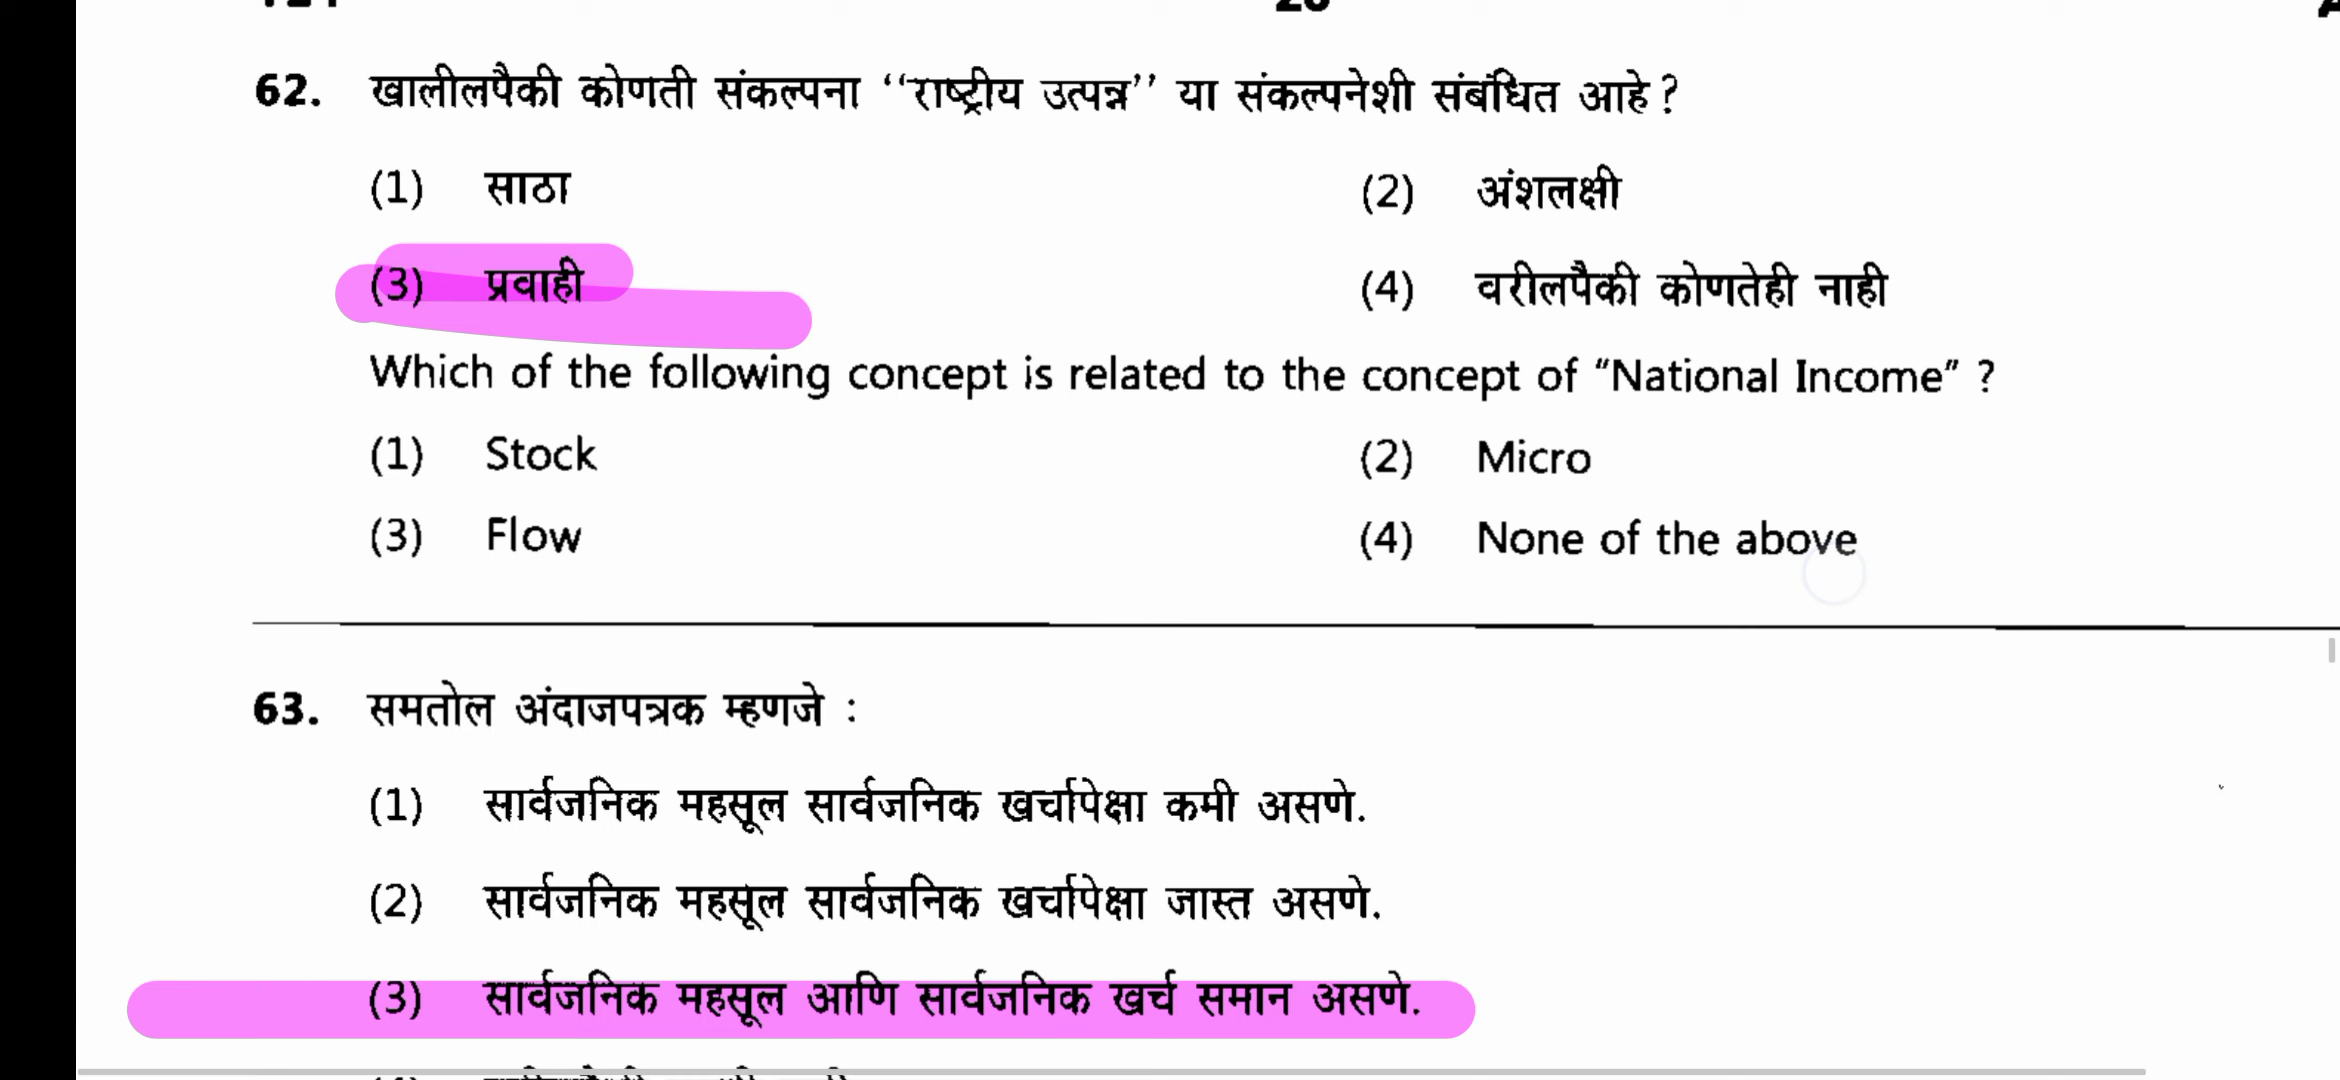 62. खालीलपैकी कोणती संकल्पना ‘‘राष्ट्रीय उत्पन्न’’ या संकल्पनेशी संबंधित आहे ?
(1) साठा (2) अंशलक्षी
(3) प्रवाही (4) वरीलपैकी कोणतेही नाही
Which of the following concept is related to the concept of “National Income” ?
(1) Stock (2) Micro
(3) Flow (4) None of the above
63. समतोल अंदाजपत्रक म्हणजे :
(1) सार्वजनिक महसूल सार्वजनिक खर्चापेक्षा कमी असणे.
(2) सार्वजनिक महसूल सार्वजनिक खर्चापेक्षा जास्त असणे.
(3) सार्वजनिक महसूल आणि सार्वजनिक खर्च समान असणे.